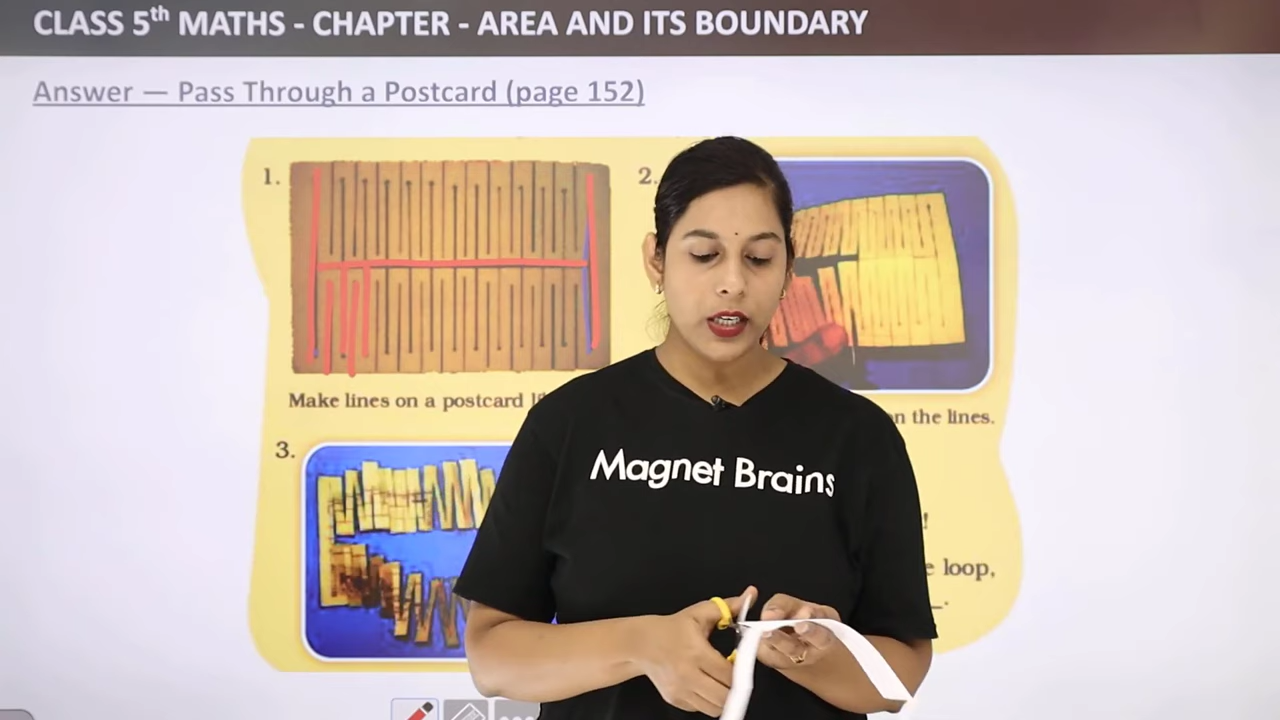 CLASS 5th MATHS - CHAPTER - AREA AND ITS BOUNDARY
Answer — Pass Through a Postcard (page 152)
1.
2.
Make lines on a postcard
on the lines.
3.
Magnet Brains
loop,